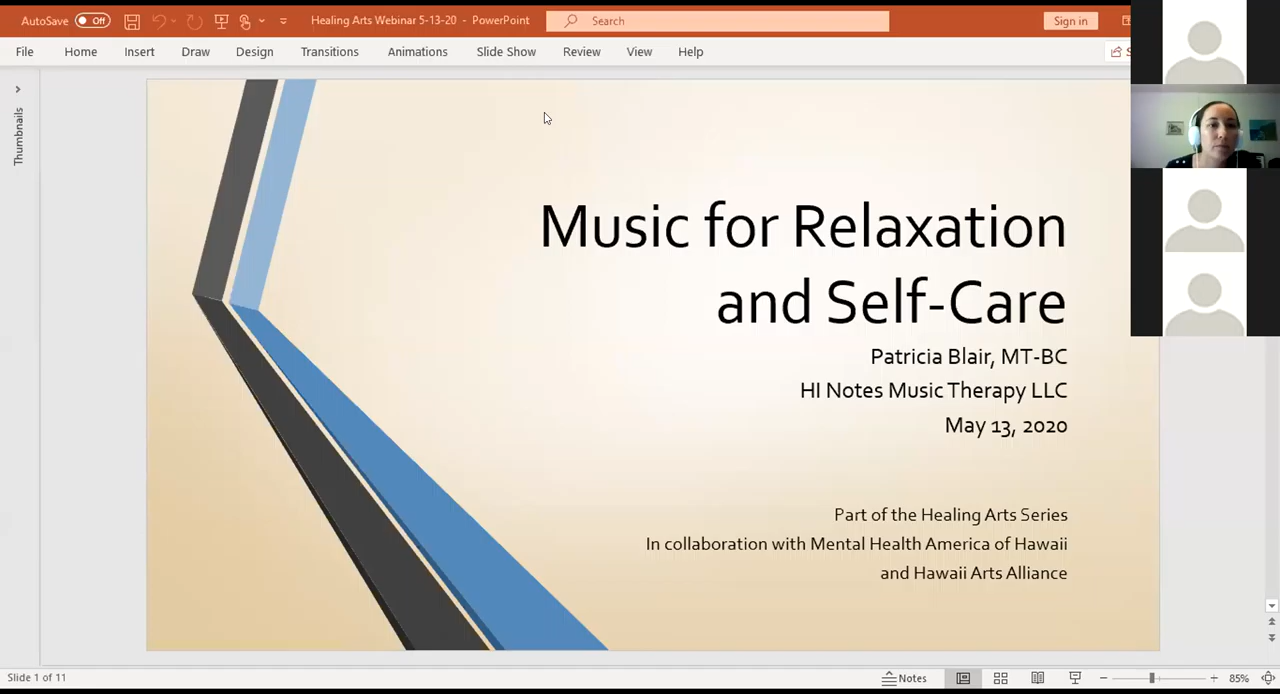 AutoSave Off Healing Arts Webinar 5-13-20 - PowerPoint Search Sign in
File Home Insert Draw Design Transitions Animations Slide Show Review View Help
Thumbnails
Music for Relaxation
and Self-Care
Patricia Blair, MT-BC
HI Notes Music Therapy LLC
May 13, 2020
Part of the Healing Arts Series
In collaboration with Mental Health America of Hawaii
and Hawaii Arts Alliance
Slide 1 of 11 Notes 85%